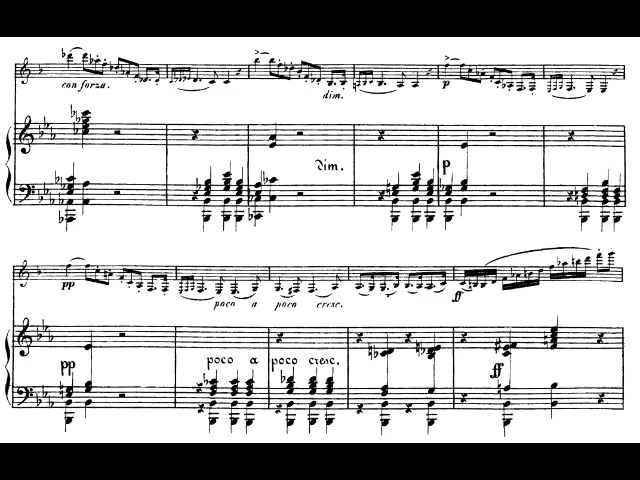 con forza.
dim.
p
dim.
p
pp
poco a poco cresc.
ff
pp
poco a poco cresc.
ff